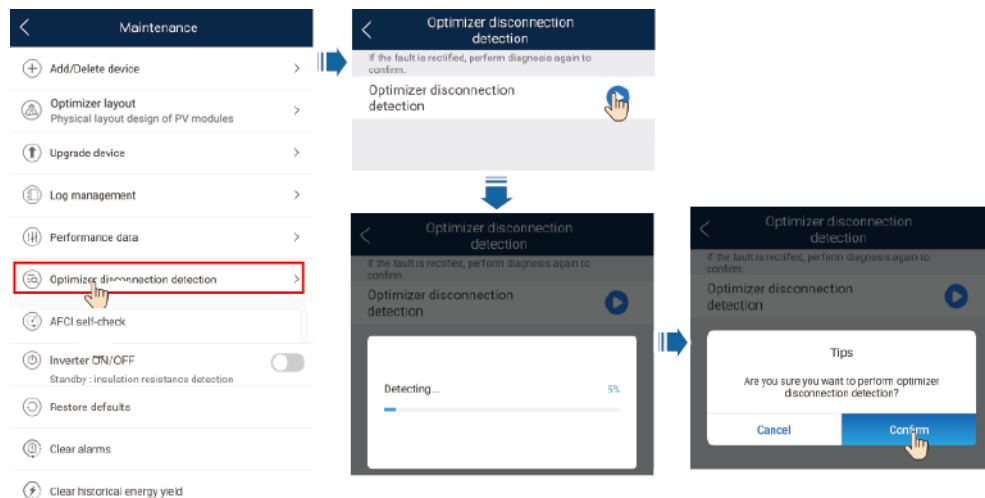 Maintenance
Add/Delete device
Optimizer layout
Physical layout design of PV modules
Upgrade device
Log management
Performance data
Optimizer disconnection detection
AFCI self-check
Inverter ON/OFF
Standby : insulation resistance detection
Restore defaults
Clear alarms
Clear historical energy yield
Optimizer disconnection
detection
If the fault is rectified, perform diagnosis again to
confirm.
Optimizer disconnection
detection
Optimizer disconnection
detection
If the fault is rectified, perform diagnosis again to
confirm.
Optimizer disconnection
detection
Detecting... 5%
Optimizer disconnection
detection
If the fault is rectified, perform diagnosis again to
confirm.
Optimizer disconnection
detection
Tips
Are you sure you want to perform optimizer
disconnection detection?
Cancel Confirm